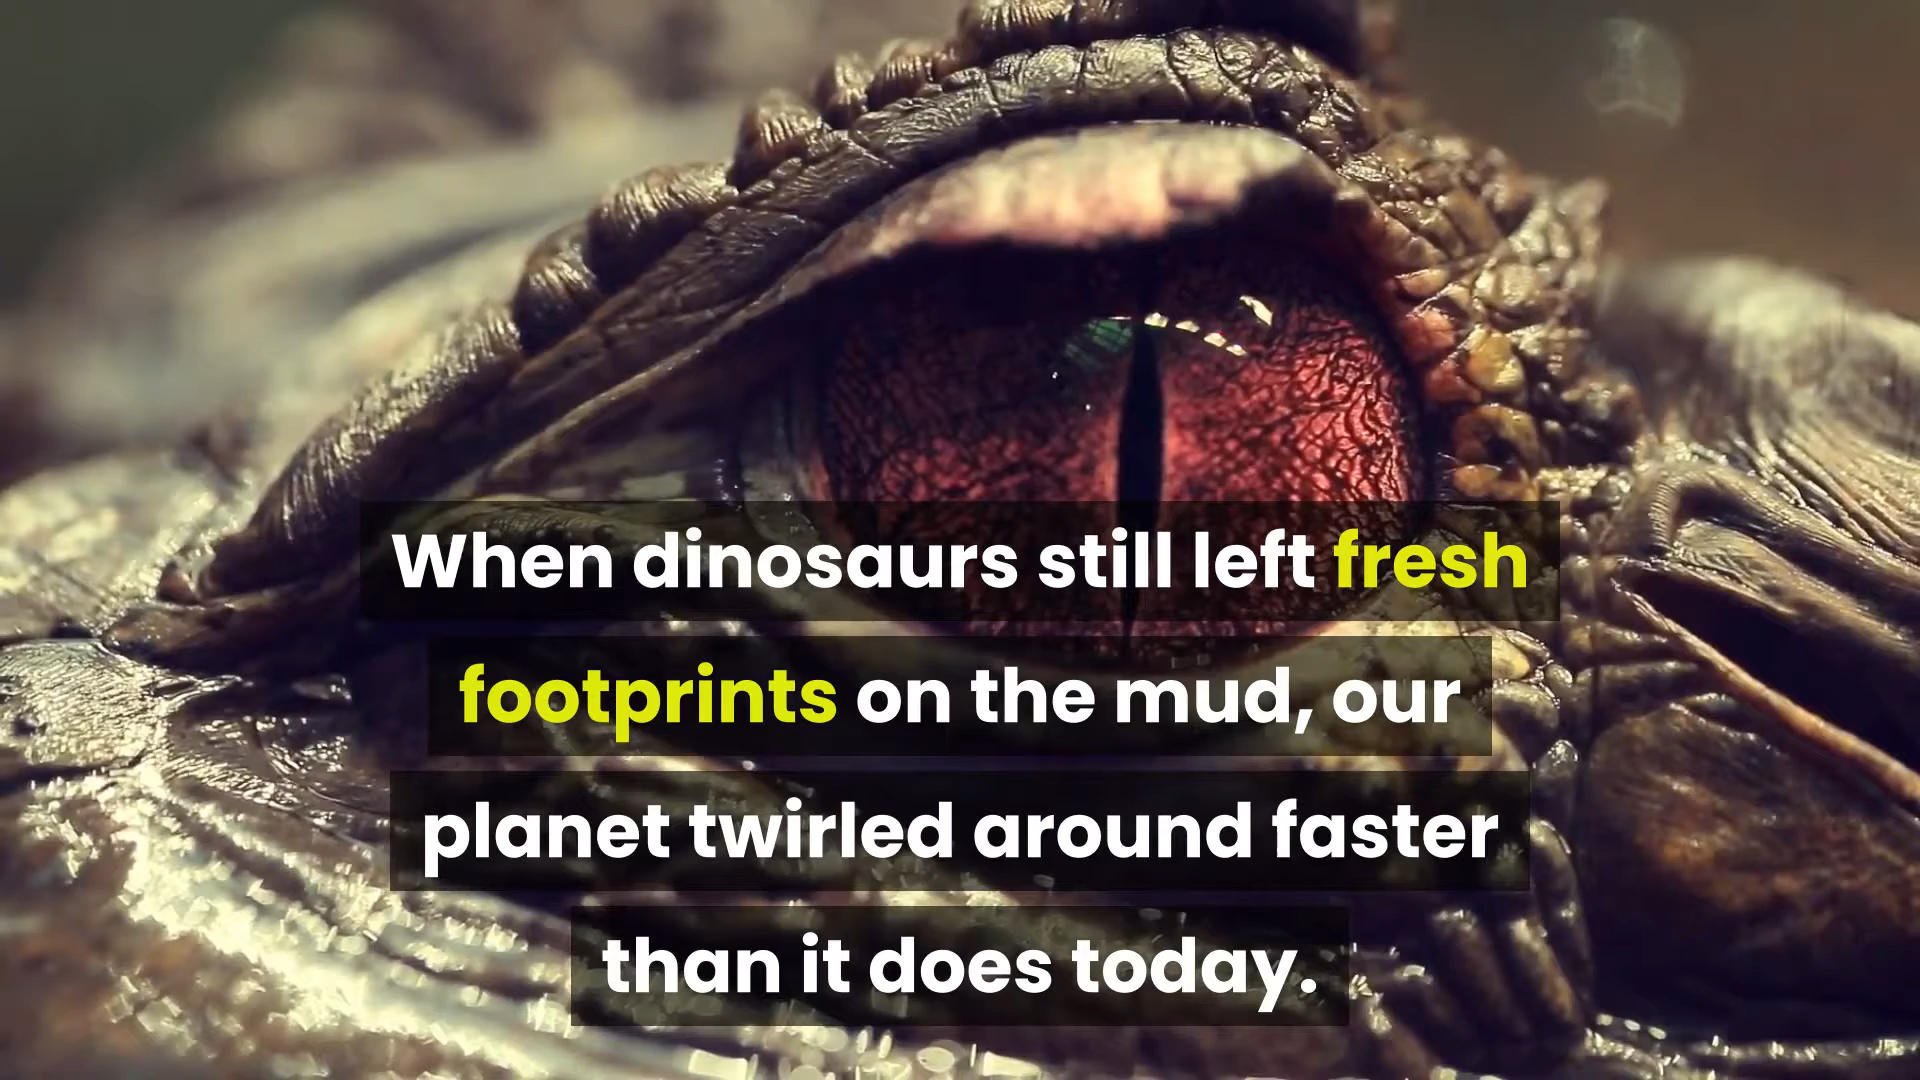 When dinosaurs still left fresh
footprints on the mud, our
planet twirled around faster
than it does today.